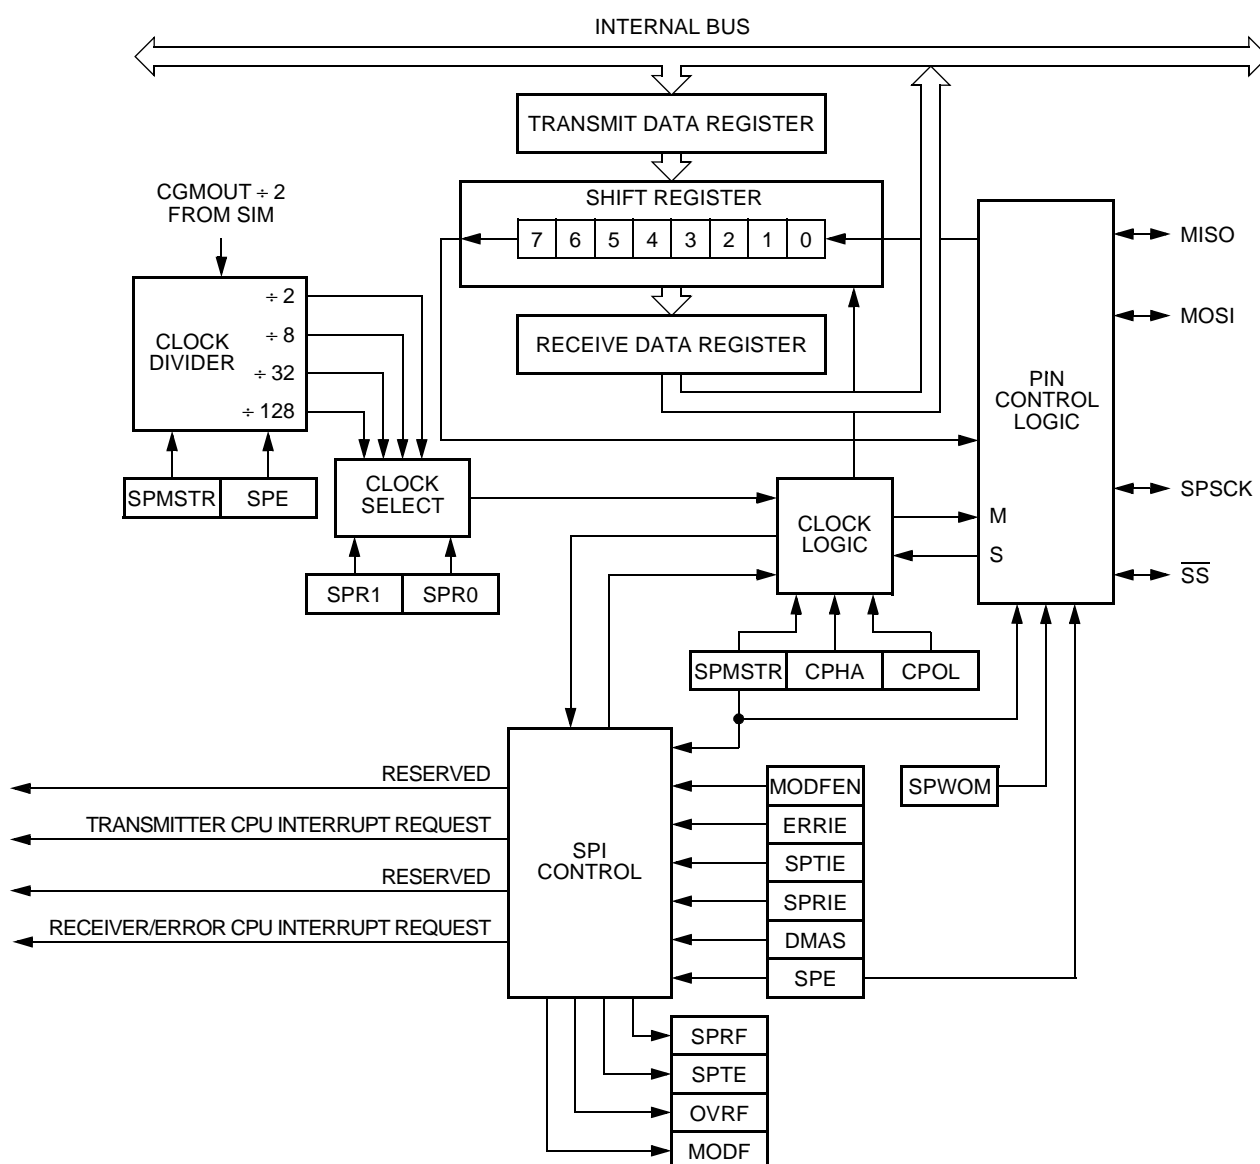 INTERNAL BUS
TRANSMIT DATA REGISTER
CGMOUT ÷ 2
FROM SIM
SHIFT REGISTER
7 6 5 4 3 2 1 0
RECEIVE DATA REGISTER
CLOCK
DIVIDER
÷ 2
÷ 8
÷ 32
÷ 128
SPMSTR SPE
CLOCK
SELECT
SPR1 SPR0
CLOCK
LOGIC
PIN
CONTROL
LOGIC
M
S
MISO
MOSI
SPSCK
SS
SPMSTR CPHA CPOL
RESERVED
TRANSMITTER CPU INTERRUPT REQUEST
RESERVED
RECEIVER/ERROR CPU INTERRUPT REQUEST
SPI
CONTROL
MODFEN
ERRIE
SPTIE
SPRIE
DMAS
SPE
SPWOM
SPRF
SPTE
OVRF
MODF